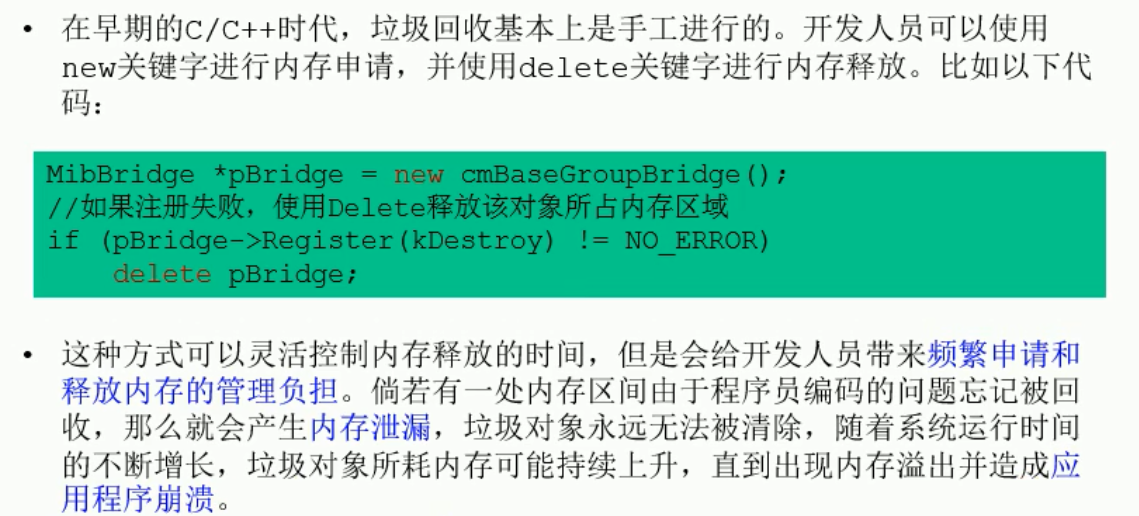 • 在早期的C/C++时代，垃圾回收基本上是手工进行的。开发人员可以使用
new关键字进行内存申请，并使用delete关键字进行内存释放。比如以下代
码：
MibBridge *pBridge = new cmBaseGroupBridge();
//如果注册失败，使用Delete释放该对象所占内存区域
if (pBridge->Register(kDestroy) != NO_ERROR)
    delete pBridge;
• 这种方式可以灵活控制内存释放的时间，但是会给开发人员带来频繁申请和
释放内存的管理负担。倘若有一处内存区间由于程序员编码的问题忘记被回
收，那么就会产生内存泄漏，垃圾对象永远无法被清除，随着系统运行时间
的不断增长，垃圾对象所耗内存可能持续上升，直到出现内存溢出并造成应
用程序崩溃。